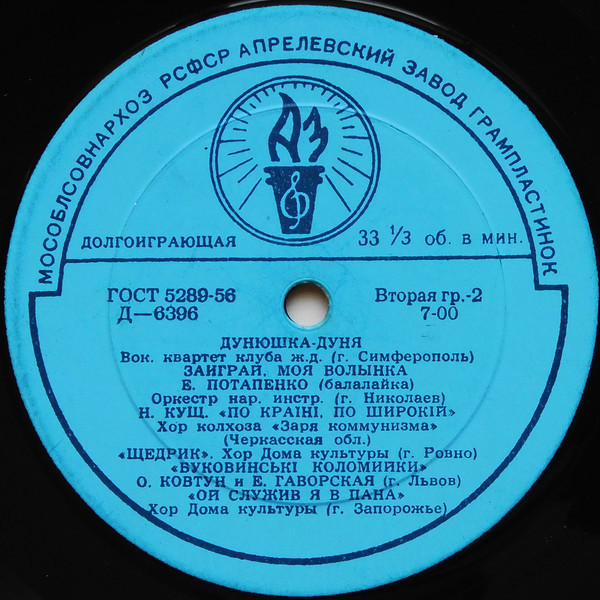 МОСОБЛСОВНАРХОЗ РСФСР АПРЕЛЕВСКИЙ ЗАВОД ГРАМПЛАСТИНОК
АЗ
ДОЛГОИГРАЮЩАЯ 33 1/3 об. в мин.
ГОСТ 5289-56 Вторая гр.-2
Д—6396 7-00
ДУНЮШКА-ДУНЯ
Вок. квартет клуба ж.д. (г. Симферополь)
ЗАИГРАЙ, МОЯ ВОЛЫНКА
Е. ПОТАПЕНКО (балалайка)
Оркестр нар. инстр. (г. Николаев)
Н. КУЩ. «ПО КРАЇНІ, ПО ШИРОКІЙ»
Хор колхоза «Заря коммунизма»
(Черкасская обл.)
«ЩЕДРИК». Хор Дома культуры (г. Ровно)
«БУКОВИНСЬКІ КОЛОМИЙКИ»
О. КОВТУН и Е. ГАВОРСКАЯ (г. Львов)
«ОЙ СЛУЖИВ Я В ПАНА»
Хор Дома культуры (г. Запорожье)